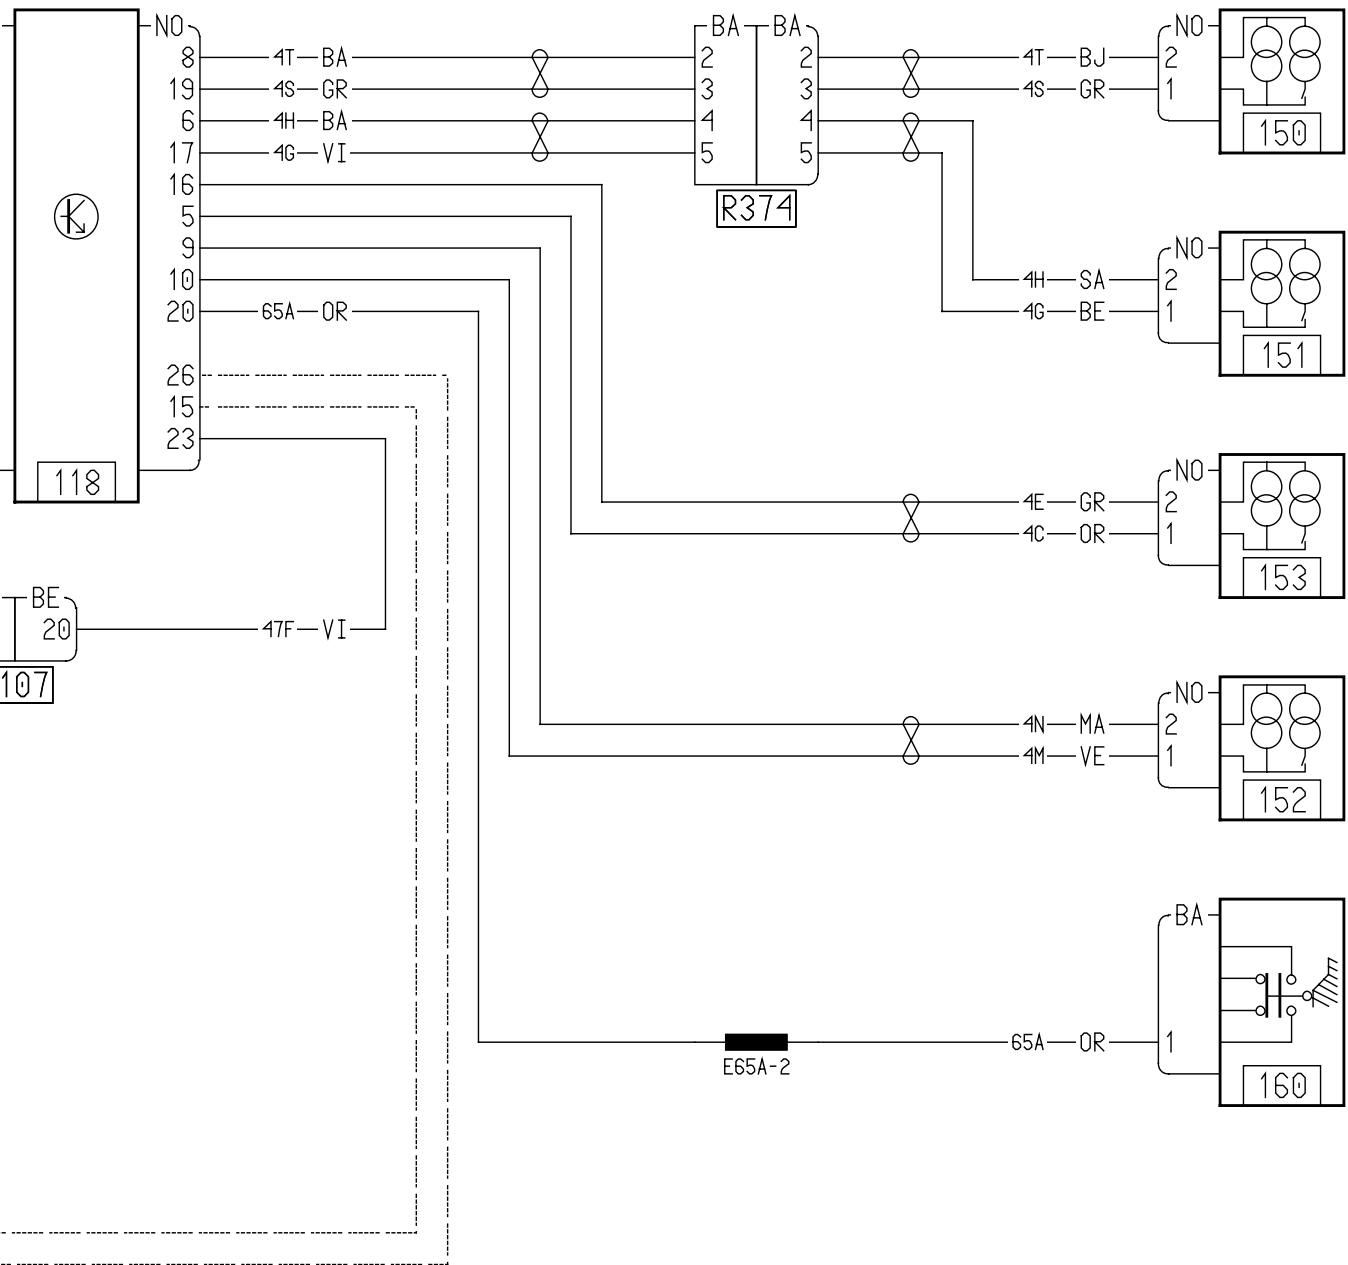 NO BA BA NO
8 4T BA 2 2 4T BJ 2
19 4S GR 3 3 4S GR 1
6 4H BA 4 4
150
17 4G VI 5 5
16
R374
5
9 NO
10 4H SA 2
20 65A OR 4G BE 1
151
26
15
23
NO
118
4E GR 2
4C OR 1
153
BE
20 47F VI
107
NO
4N MA 2
4M VE 1
152
BA
65A OR 1
E65A-2
160